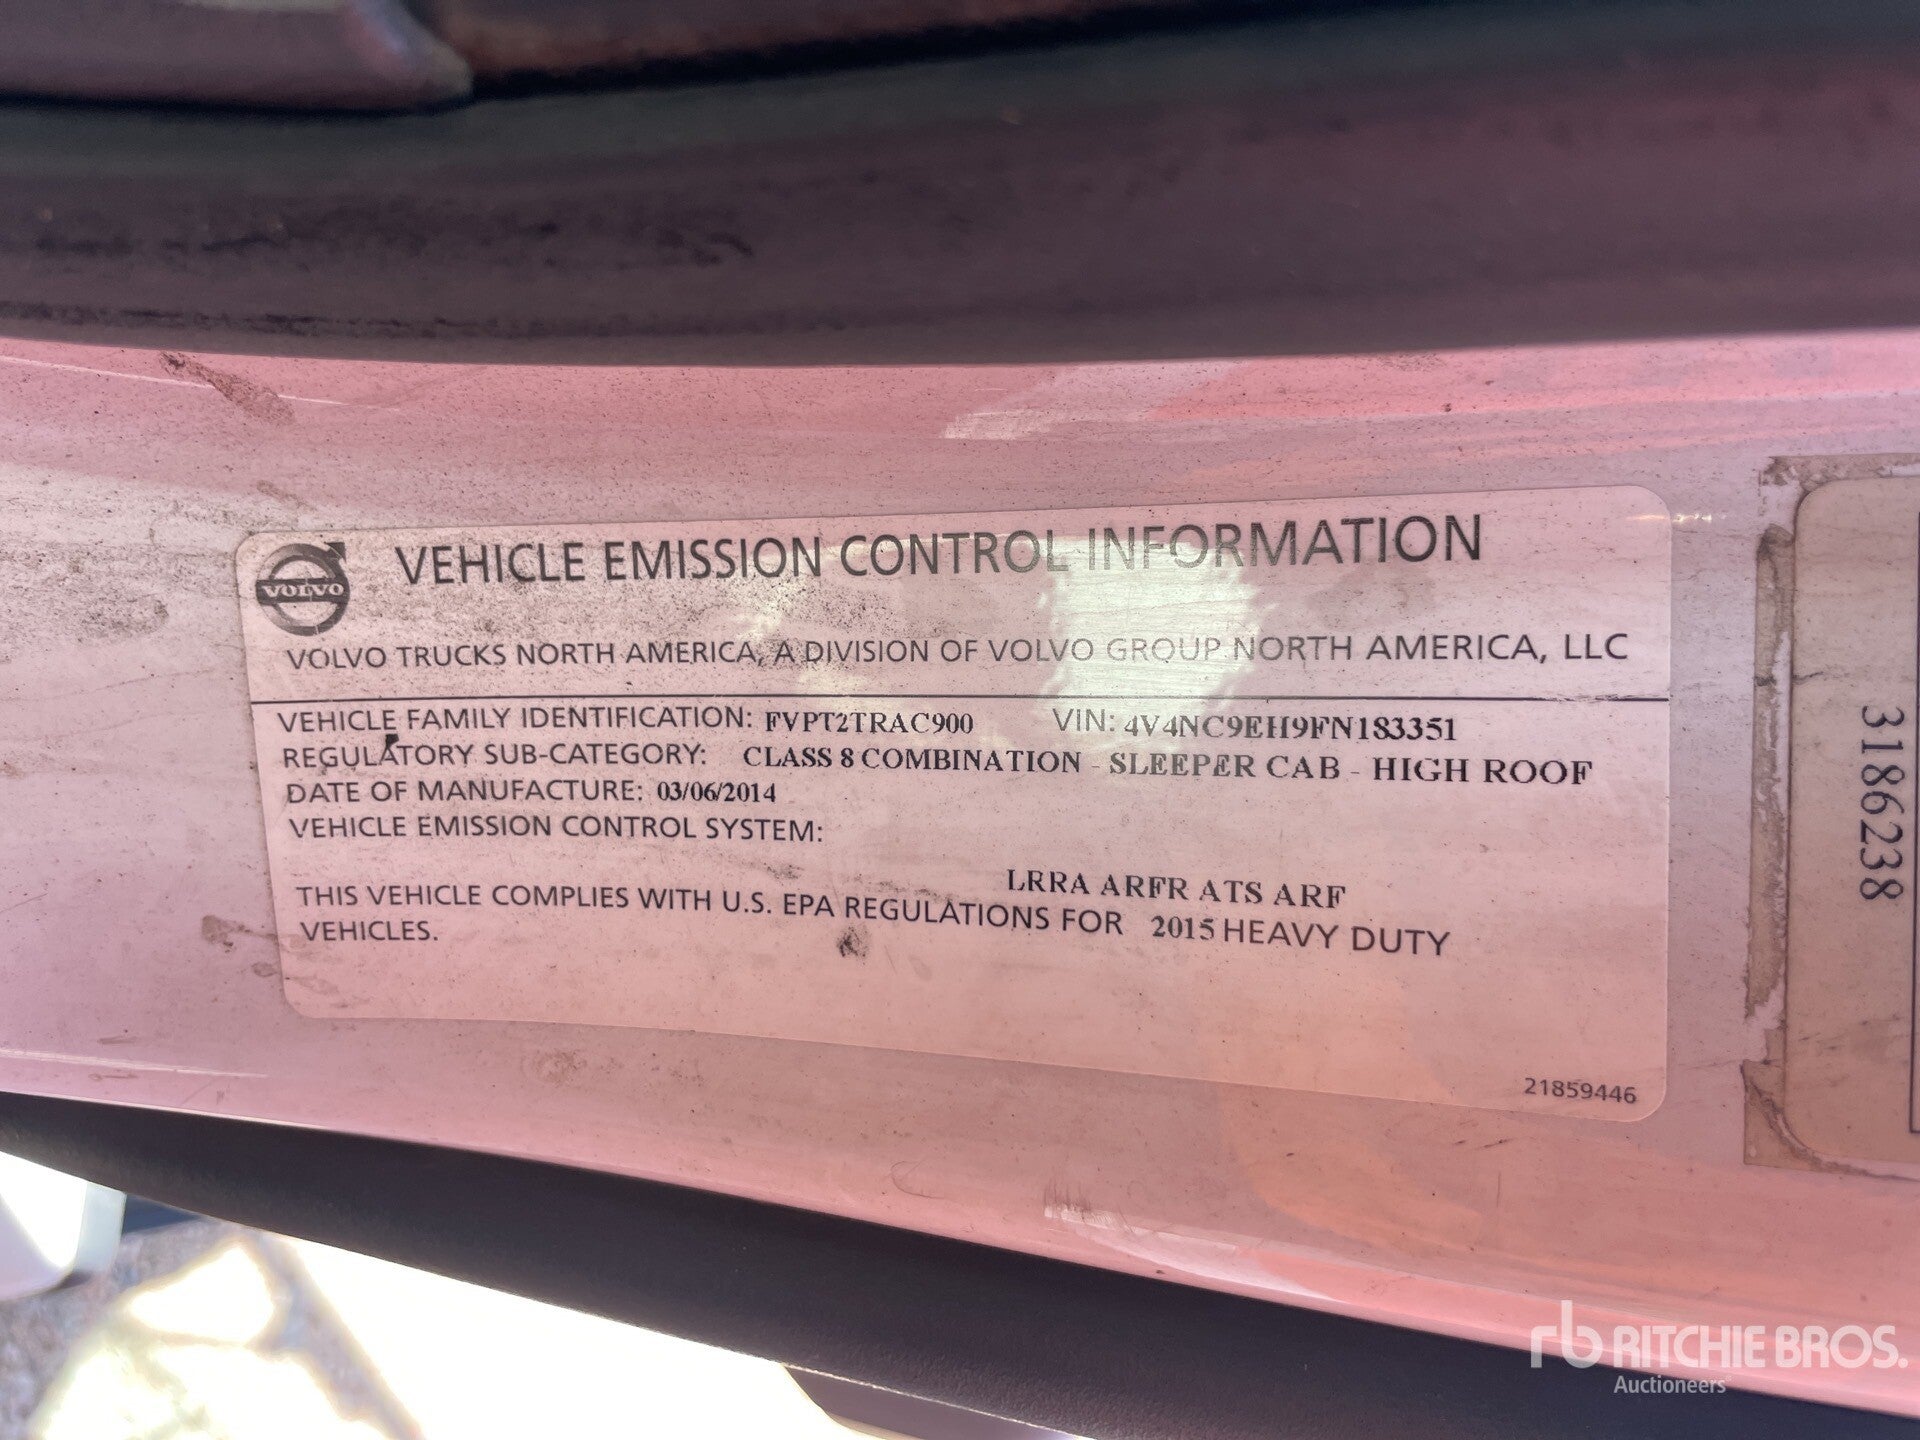 VOLVO
VEHICLE EMISSION CONTROL INFORMATION
VOLVO TRUCKS NORTH AMERICA, A DIVISION OF VOLVO GROUP NORTH AMERICA, LLC
VEHICLE FAMILY IDENTIFICATION: FVPT2TRAC900 VIN: 4V4NC9EH9FN183351
REGULATORY SUB-CATEGORY: CLASS 8 COMBINATION - SLEEPER CAB - HIGH ROOF
DATE OF MANUFACTURE: 03/06/2014
VEHICLE EMISSION CONTROL SYSTEM:
LRRA ARFR ATS ARF
THIS VEHICLE COMPLIES WITH U.S. EPA REGULATIONS FOR 2015 HEAVY DUTY
VEHICLES.
21859446
3186238
rb RITCHIE BROS.
Auctioneers